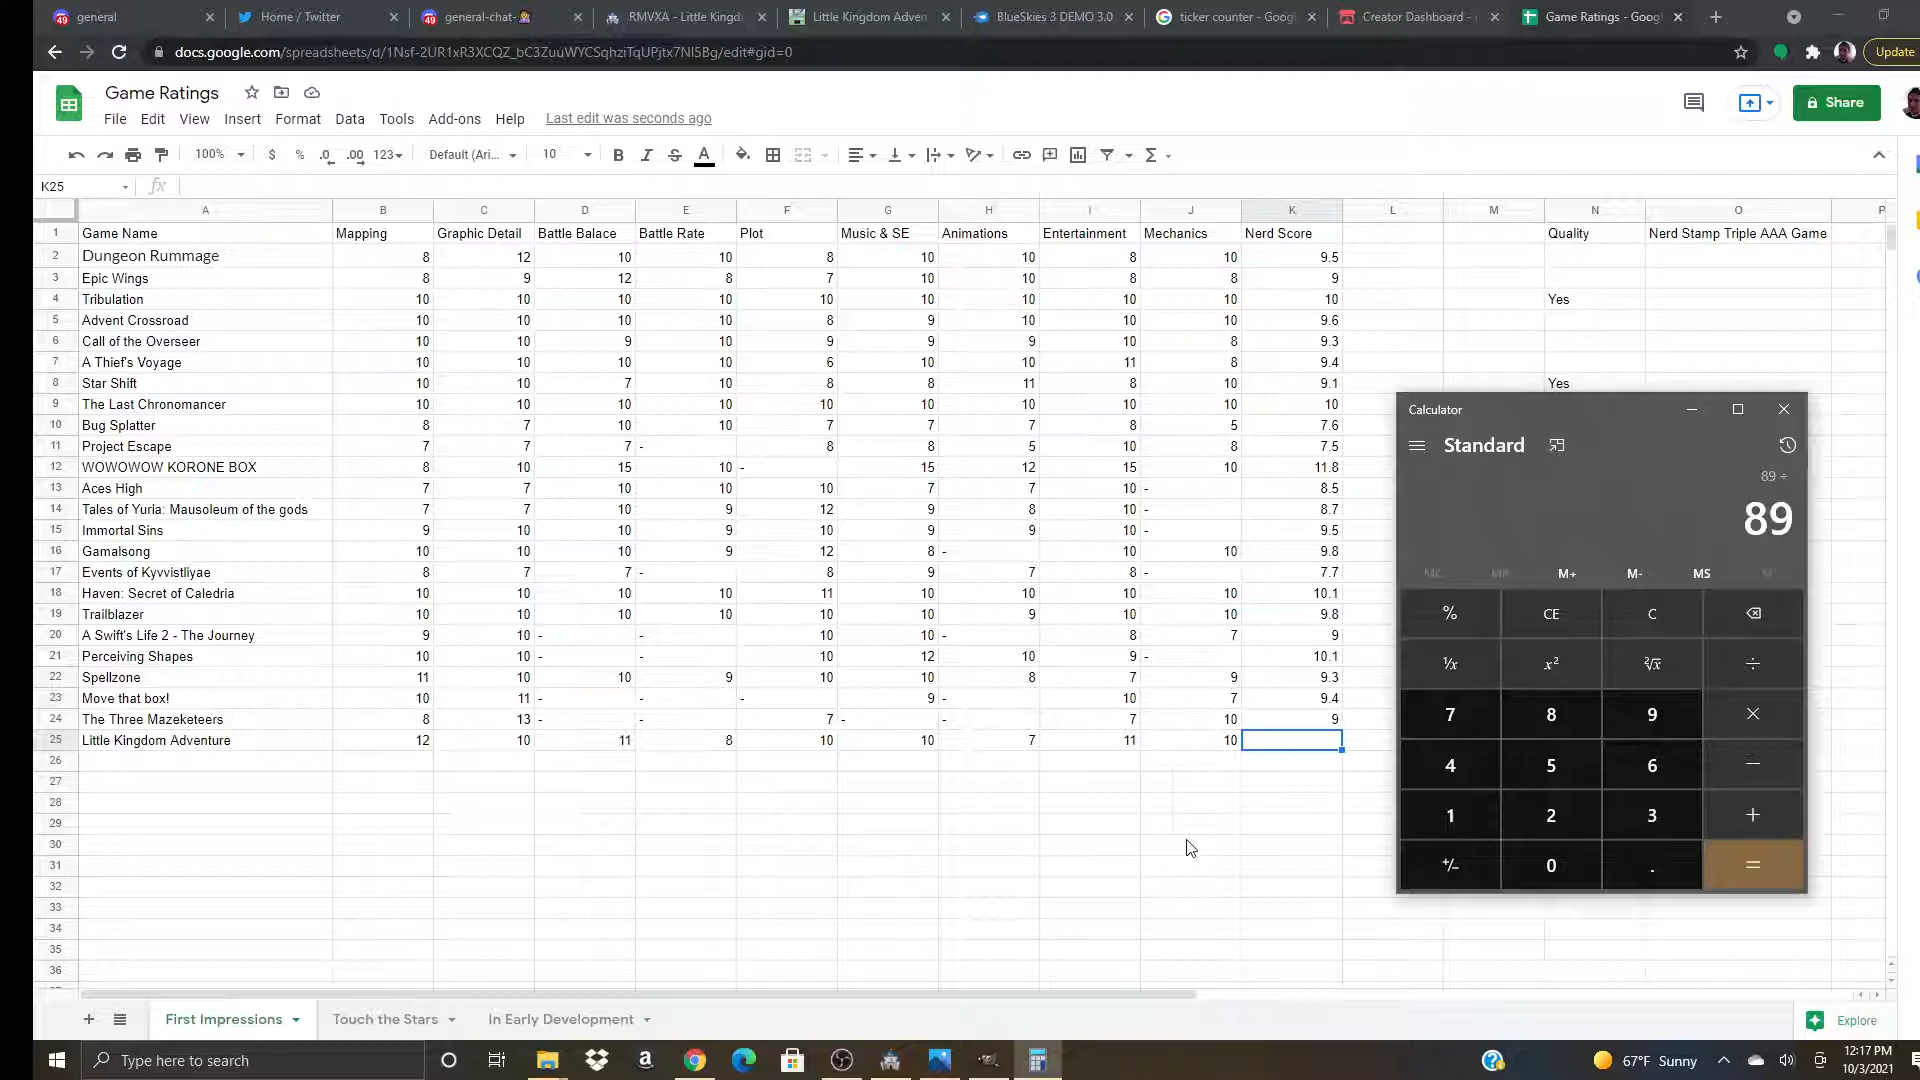 general
Home / Twitter
general-chat-
RMVXA - Little Kingd
Little Kingdom Adven
BlueSkies 3 DEMO 3.0
ticker counter - Goog
Creator Dashboard -
Game Ratings - Goog
docs.google.com/spreadsheets/d/1Nsf-2UR1xR3XCQZ_bC3ZuuWYCSqhziTqUPjtx7NI5Bg/edit#gid=0
Update
Game Ratings
Share
File Edit View Insert Format Data Tools Add-ons Help Last edit was seconds ago
100% $ % .0 .00 123 Default (Ari... 10 B I S A Σ
K25 fx
A B C D E F G H I J K L M N O P
1 Game Name Mapping Graphic Detail Battle Balace Battle Rate Plot Music & SE Animations Entertainment Mechanics Nerd Score Quality Nerd Stamp Triple AAA Game
2 Dungeon Rummage 8 12 10 10 8 10 10 8 10 9.5
3 Epic Wings 8 9 12 8 7 10 10 8 8 9
4 Tribulation 10 10 10 10 10 10 10 10 10 10 Yes
5 Advent Crossroad 10 10 10 10 8 9 10 10 10 9.6
6 Call of the Overseer 10 10 9 10 9 9 9 10 8 9.3
7 A Thief's Voyage 10 10 10 10 6 10 10 11 8 9.4
8 Star Shift 10 10 7 10 8 8 11 8 10 9.1 Yes
9 The Last Chronomancer 10 10 10 10 10 10 10 10 10 10
10 Bug Splatter 8 7 10 10 7 7 7 8 5 7.6
11 Project Escape 7 7 7 - 8 8 5 10 8 7.5
12 WOWOWOW KORONE BOX 8 10 15 10 - 15 12 15 10 11.8
13 Aces High 7 7 10 10 10 7 7 10 - 8.5
14 Tales of Yuria: Mausoleum of the gods 7 7 10 9 12 9 8 10 - 8.7
15 Immortal Sins 9 10 10 9 10 9 9 10 - 9.5
16 Gamalsong 10 10 10 9 12 8 - 10 10 9.8
17 Events of Kyvvistliyae 8 7 7 - 8 9 7 8 - 7.7
18 Haven: Secret of Caledria 10 10 10 10 11 10 10 10 10 10.1
19 Trailblazer 10 10 10 10 10 10 9 10 10 9.8
20 A Swift's Life 2 - The Journey 9 10 - - 10 10 - 8 7 9
21 Perceiving Shapes 10 10 - - 10 12 10 9 - 10.1
22 Spellzone 11 10 10 9 10 10 8 7 9 9.3
23 Move that box! 10 11 - - - 9 - 10 7 9.4
24 The Three Mazeketeers 8 13 - - 7 - - 7 10 9
25 Little Kingdom Adventure 12 10 11 8 10 10 7 11 10
26
27
28
29
30
31
32
33
34
35
36
Calculator
Standard
89 ÷
89
MC MR M+ M- MS M
% CE C
¹/x x² ²√x ÷
7 8 9 ×
4 5 6 −
1 2 3 +
+/- 0 . =
First Impressions Touch the Stars In Early Development
Explore
Type here to search
67°F Sunny
12:17 PM
10/3/2021